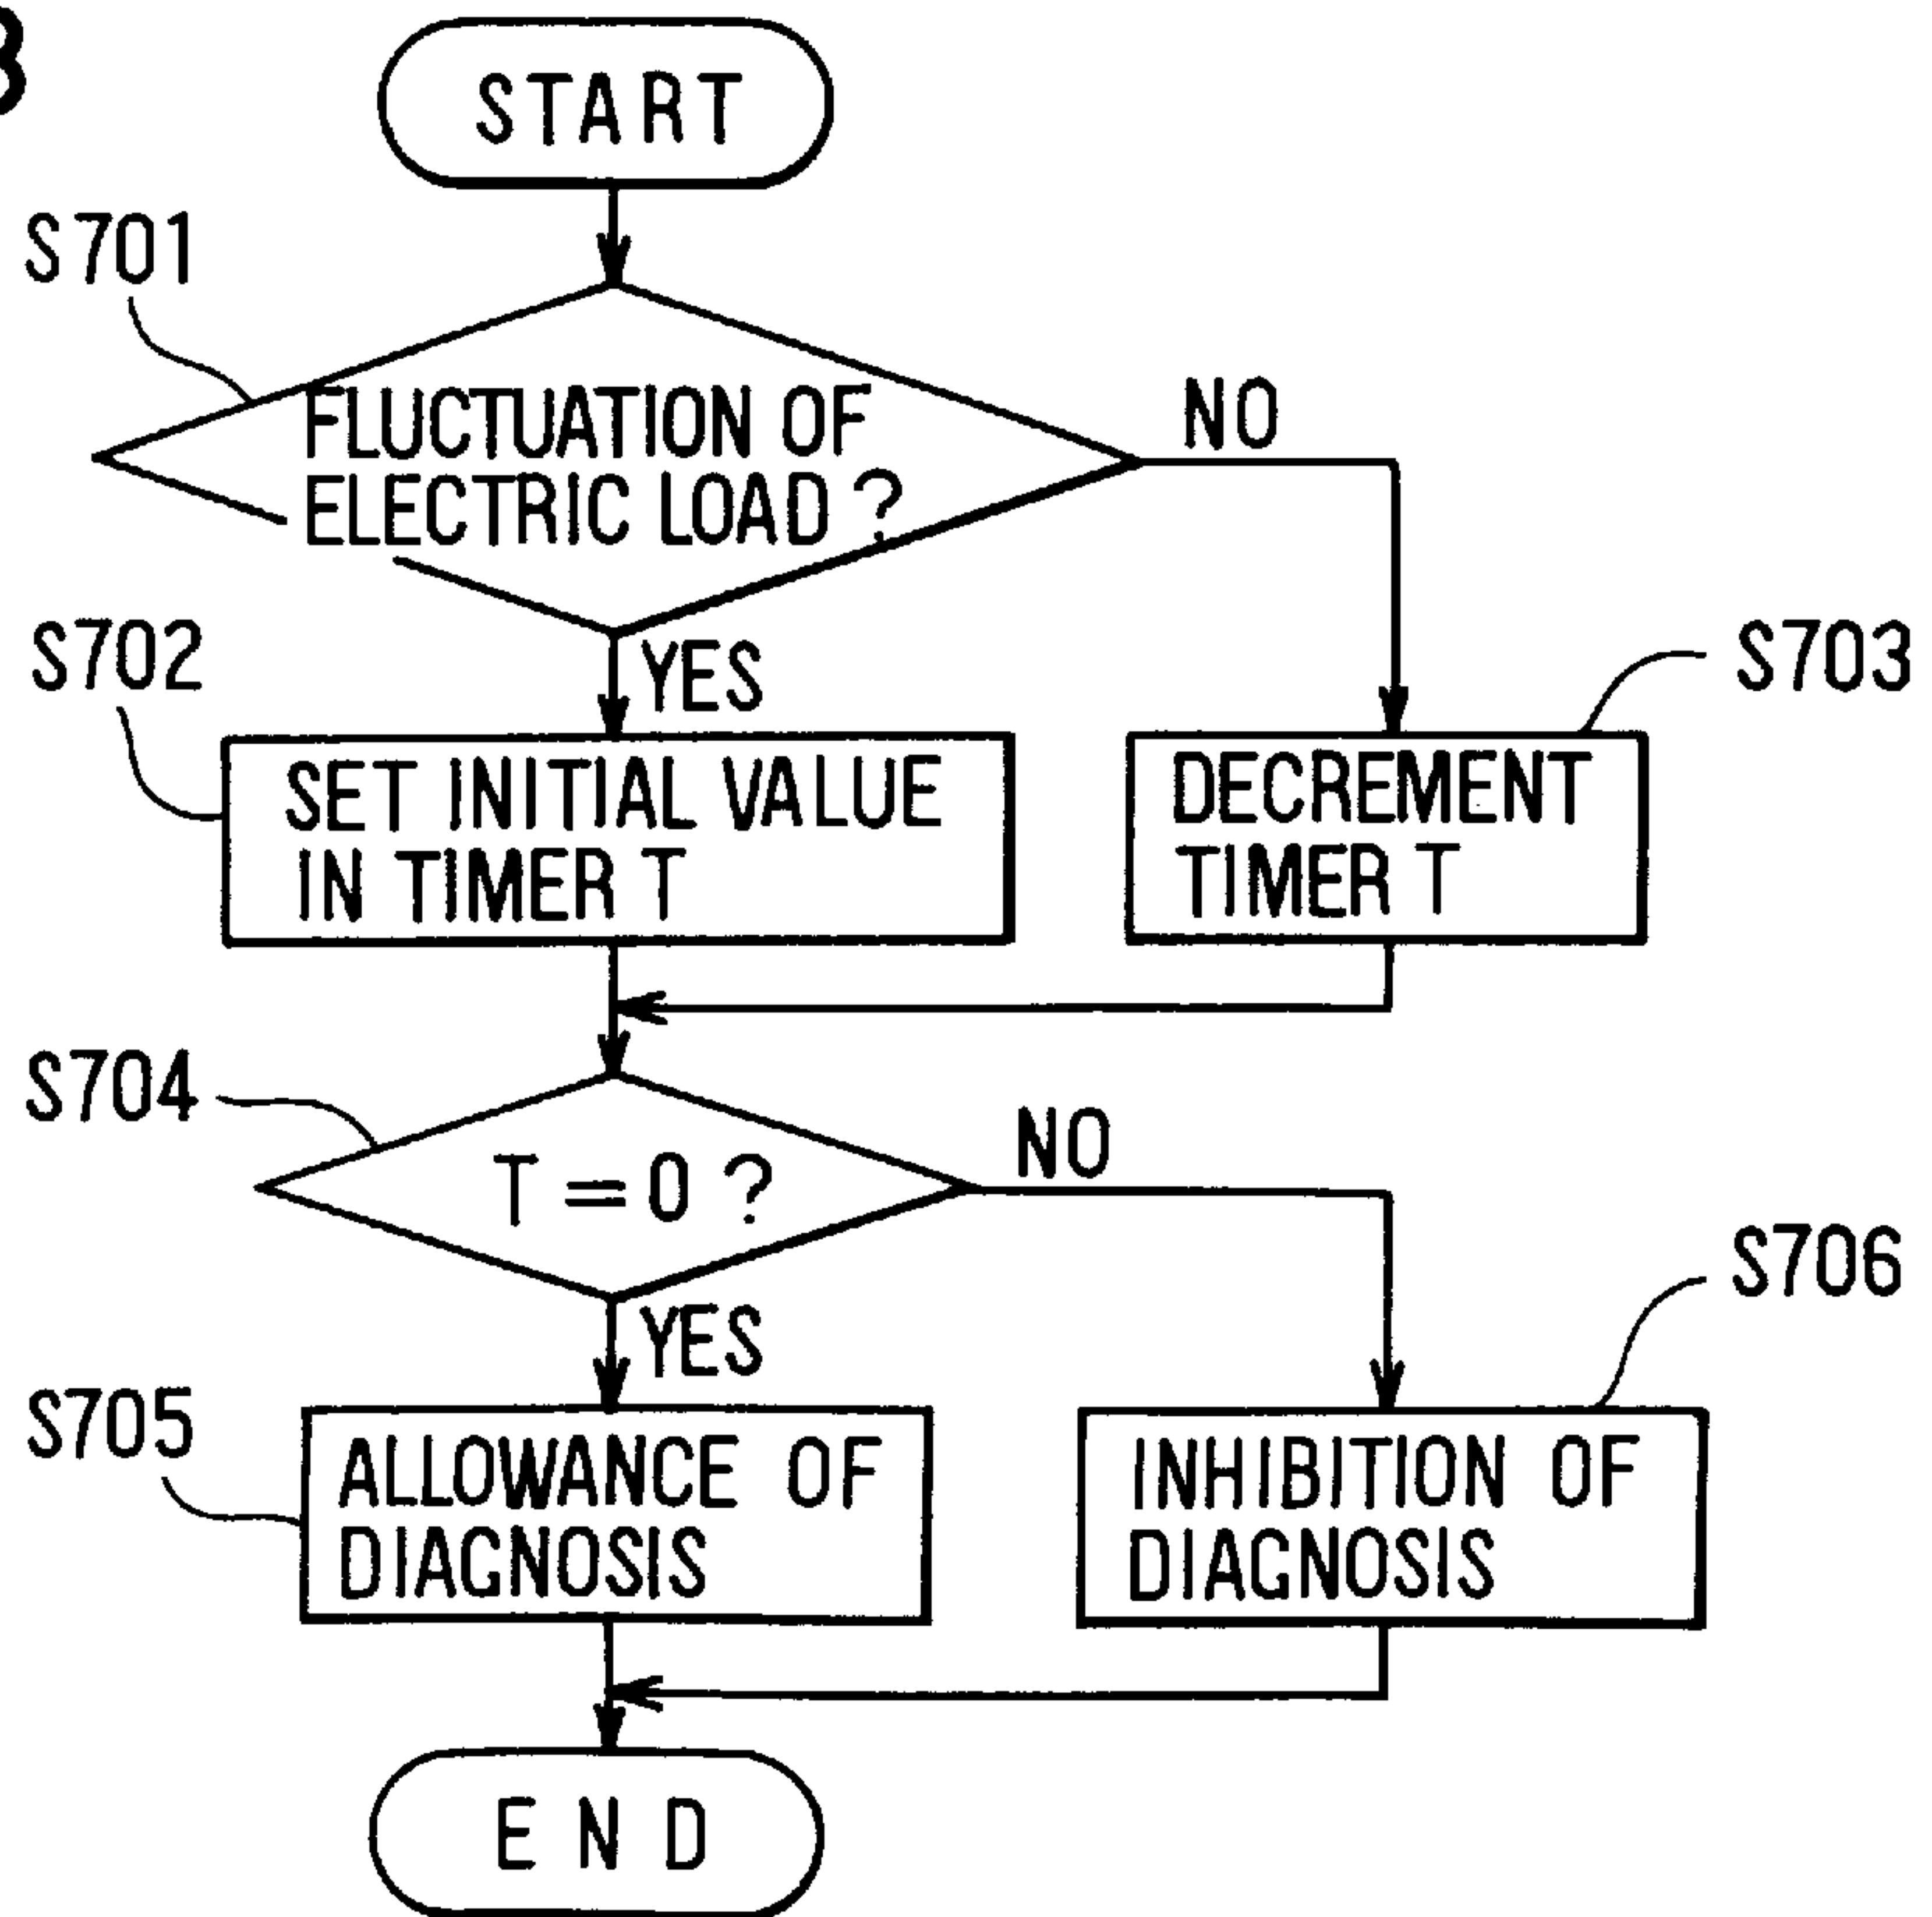 START
S701
FLUCTUATION OF
ELECTRIC LOAD ?
NO
YES
S702
SET INITIAL VALUE
IN TIMER T
S703
DECREMENT
TIMER T
S704
T = 0 ?
NO
YES
S705
ALLOWANCE OF
DIAGNOSIS
S706
INHIBITION OF
DIAGNOSIS
END